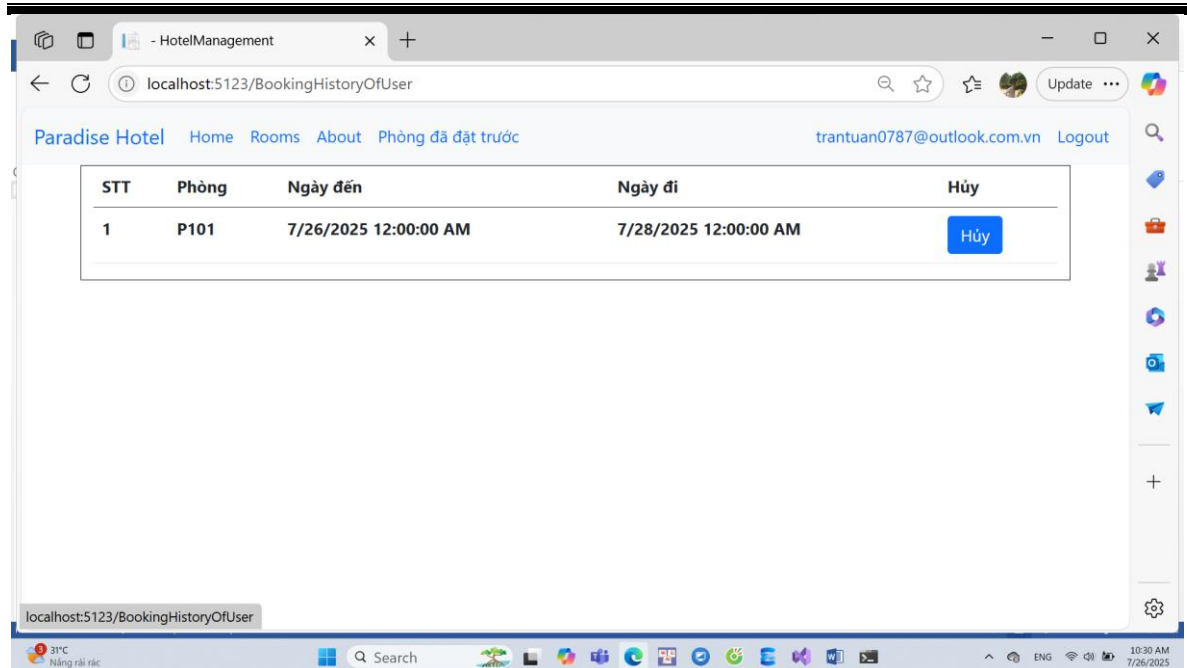 - HotelManagement
localhost:5123/BookingHistoryOfUser
Update
Paradise Hotel Home Rooms About Phòng đã đặt trước trantuan0787@outlook.com.vn Logout
STT Phòng Ngày đến Ngày đi Hủy
1 P101 7/26/2025 12:00:00 AM 7/28/2025 12:00:00 AM Hủy
localhost:5123/BookingHistoryOfUser
3 31°C
Nắng rải rác
Search
ENG
10:30 AM
7/26/2025